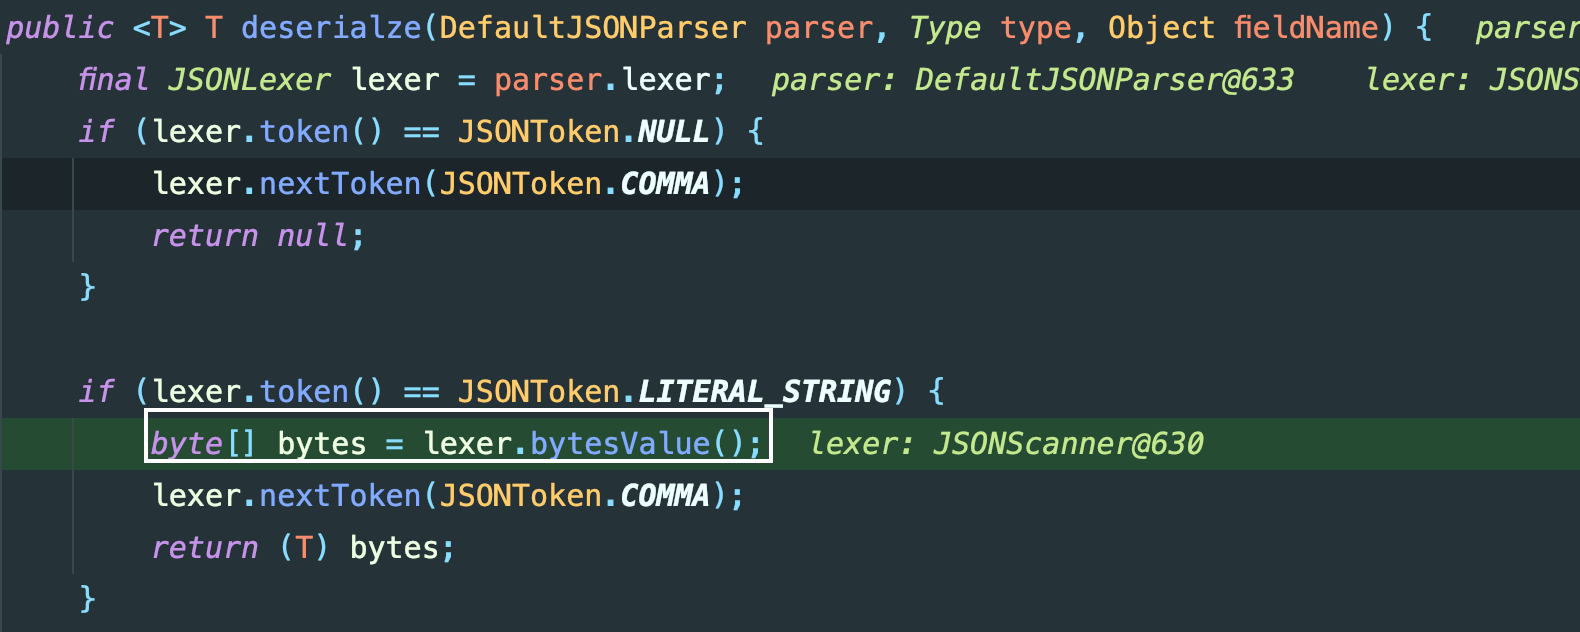 public <T> T deserialze(DefaultJSONParser parser, Type type, Object fieldName) {  parser
final JSONLexer lexer = parser.lexer;  parser: DefaultJSONParser@633  lexer: JSONS
if (lexer.token() == JSONToken.NULL) {
lexer.nextToken(JSONToken.COMMA);
return null;
}
if (lexer.token() == JSONToken.LITERAL_STRING) {
byte[] bytes = lexer.bytesValue();  lexer: JSONScanner@630
lexer.nextToken(JSONToken.COMMA);
return (T) bytes;
}